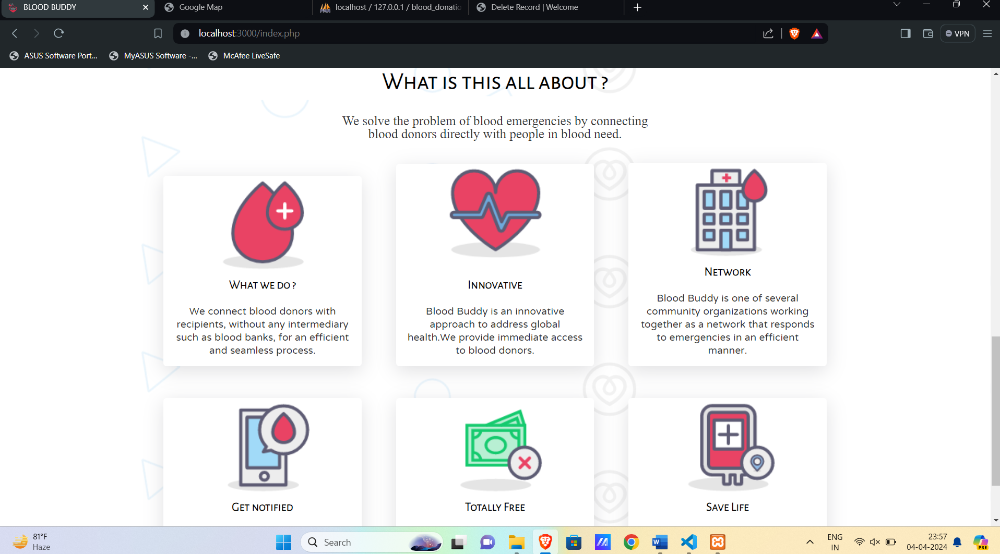 BLOOD BUDDY
Google Map
localhost / 127.0.0.1 / blood_donatio
Delete Record | Welcome
localhost:3000/index.php
VPN
ASUS Software Port...
MyASUS Software -...
McAfee LiveSafe
What is this all about ?
We solve the problem of blood emergencies by connecting
blood donors directly with people in blood need.
What we do ?
We connect blood donors with
recipients, without any intermediary
such as blood banks, for an efficient
and seamless process.
Innovative
Blood Buddy is an innovative
approach to address global
health.We provide immediate access
to blood donors.
Network
Blood Buddy is one of several
community organizations working
together as a network that responds
to emergencies in an efficient
manner.
Get notified
Totally Free
Save Life
81°F
Haze
Search
ENG
IN
23:57
04-04-2024
PRE